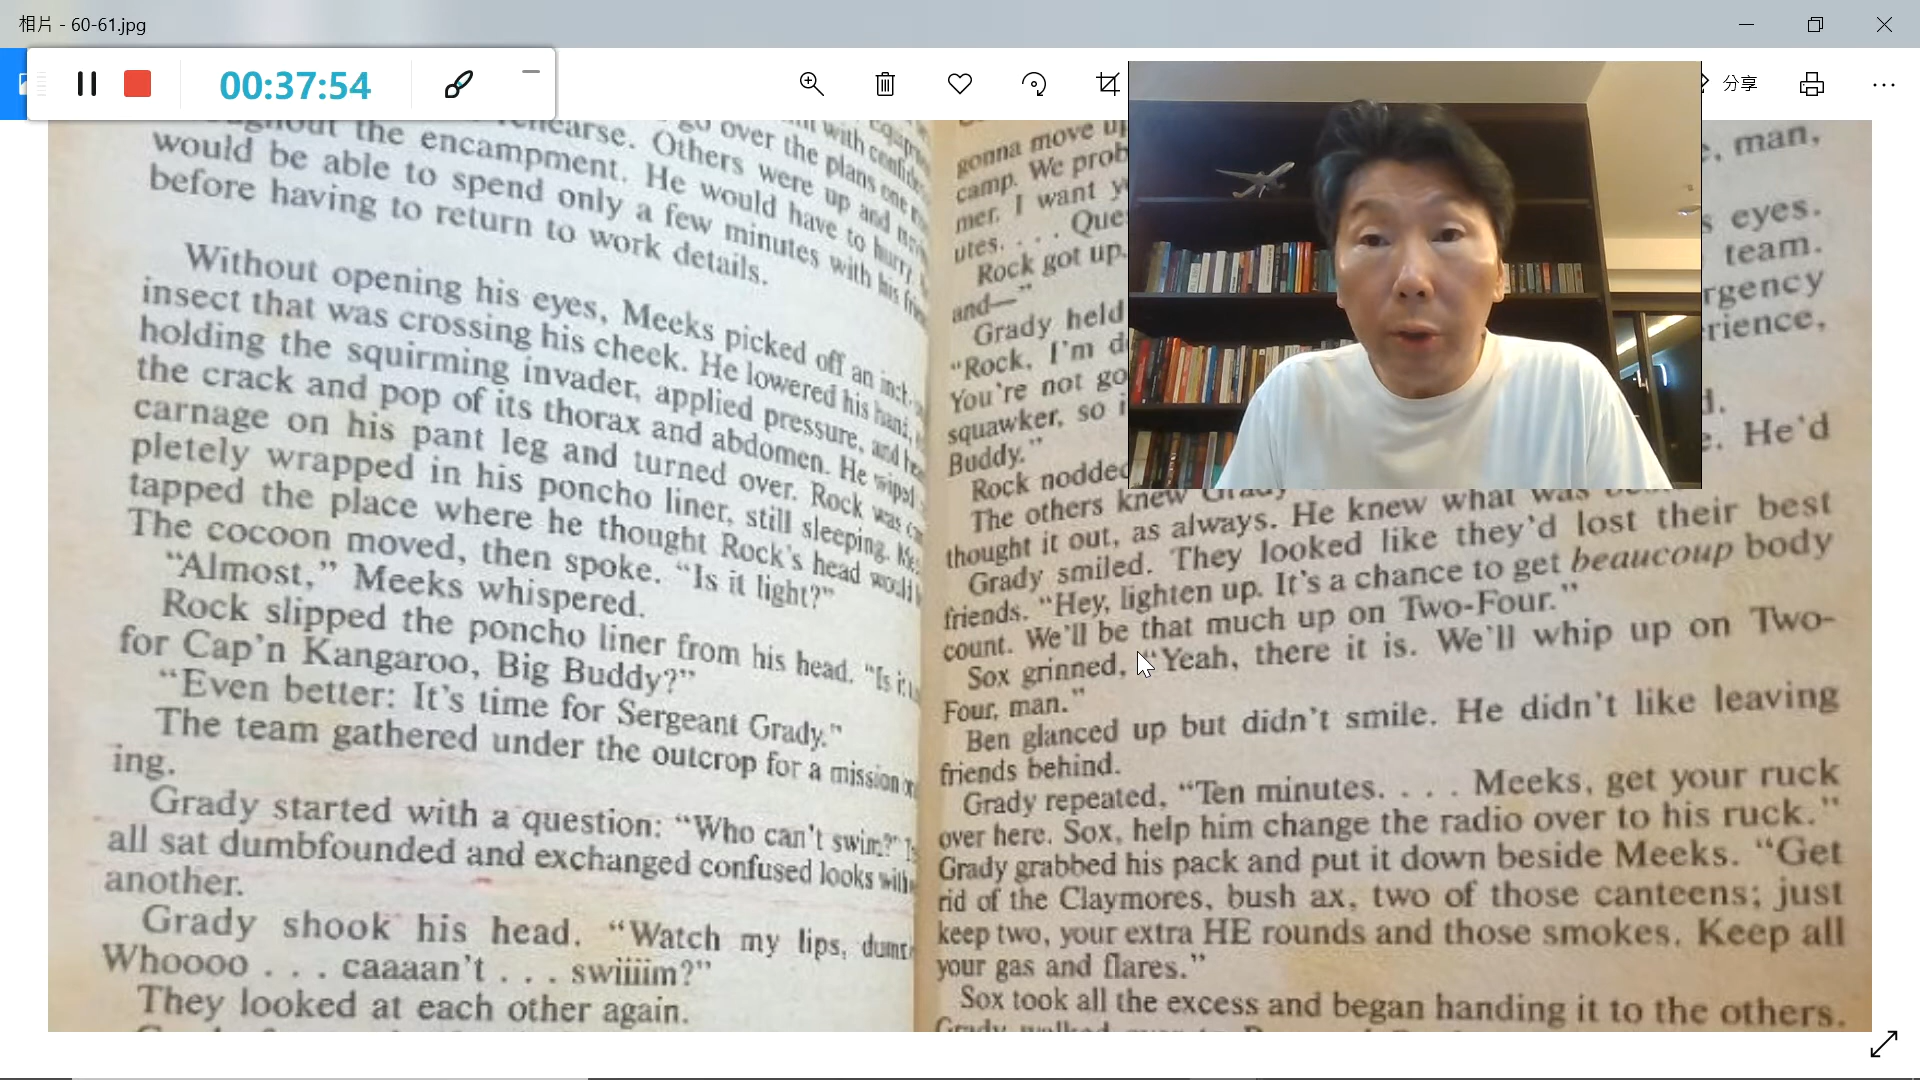 相片 - 60-61.jpg
00:37:54
分享
the encampment. He would have to hurry.
would be able to spend only a few minutes with his
before having to return to work details.
Without opening his eyes, Meeks picked off an
insect that was crossing his cheek. He lowered his hand,
holding the squirming invader, applied pressure, and
the crack and pop of its thorax and abdomen. He wiped
carnage on his pant leg and turned over. Rock was
pletely wrapped in his poncho liner, still sleeping.
tapped the place where he thought Rock's head would
The cocoon moved, then spoke. "Is it light?"
"Almost," Meeks whispered.
Rock slipped the poncho liner from his head. "Is it
for Cap'n Kangaroo, Big Buddy?"
"Even better: It's time for Sergeant Grady."
The team gathered under the outcrop for a mission
ing.
Grady started with a question: "Who can't swim?"
all sat dumbfounded and exchanged confused looks with
another.
Grady shook his head. "Watch my lips,
Whoooo . . . caaaan't . . . swiiiim?"
They looked at each other again.
gonna move up
camp. We
mer. I want
utes. . . .
Rock got up.
and—"
Grady held
"Rock, I'm
You're not
squawker, so
Buddy."
Rock nodded
man,
eyes.
team.
He'd
The others knew Grady
thought it out, as always. He knew what was
Grady smiled. They looked like they'd lost their best
friends. "Hey, lighten up. It's a chance to get beaucoup body
count. We'll be that much up on Two-Four."
Sox grinned, "Yeah, there it is. We'll whip up on Two-
Four, man."
Ben glanced up but didn't smile. He didn't like leaving
friends behind.
Grady repeated, "Ten minutes. . . . Meeks, get your ruck
over here. Sox, help him change the radio over to his ruck."
Grady grabbed his pack and put it down beside Meeks. "Get
rid of the Claymores, bush ax, two of those canteens; just
keep two, your extra HE rounds and those smokes. Keep all
your gas and flares."
Sox took all the excess and began handing it to the others.